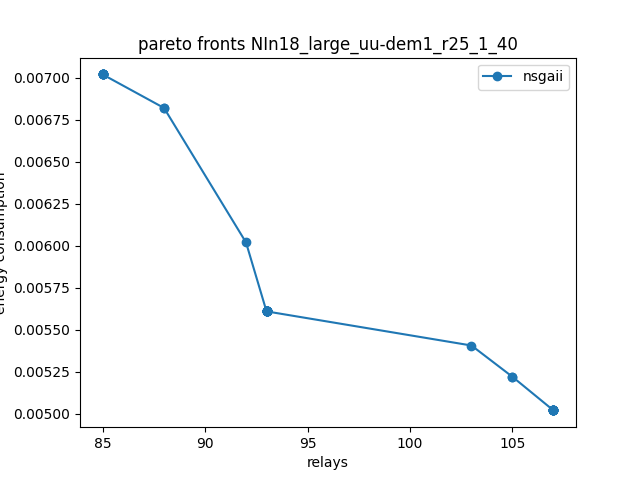 pareto fronts NIn18_large_uu-dem1_r25_1_40
nsgaii
energy consumption
0.00700
0.00675
0.00650
0.00625
0.00600
0.00575
0.00550
0.00525
0.00500
85 90 95 100 105
relays